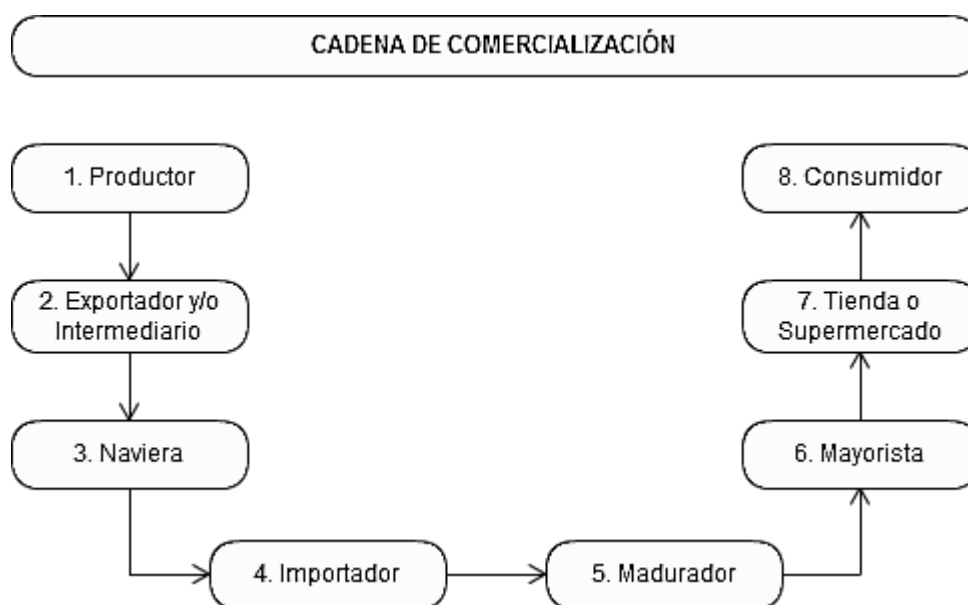 CADENA DE COMERCIALIZACIÓN
1. Productor
2. Exportador y/o
Intermediario
3. Naviera
4. Importador
5. Madurador
6. Mayorista
7. Tienda o
Supermercado
8. Consumidor